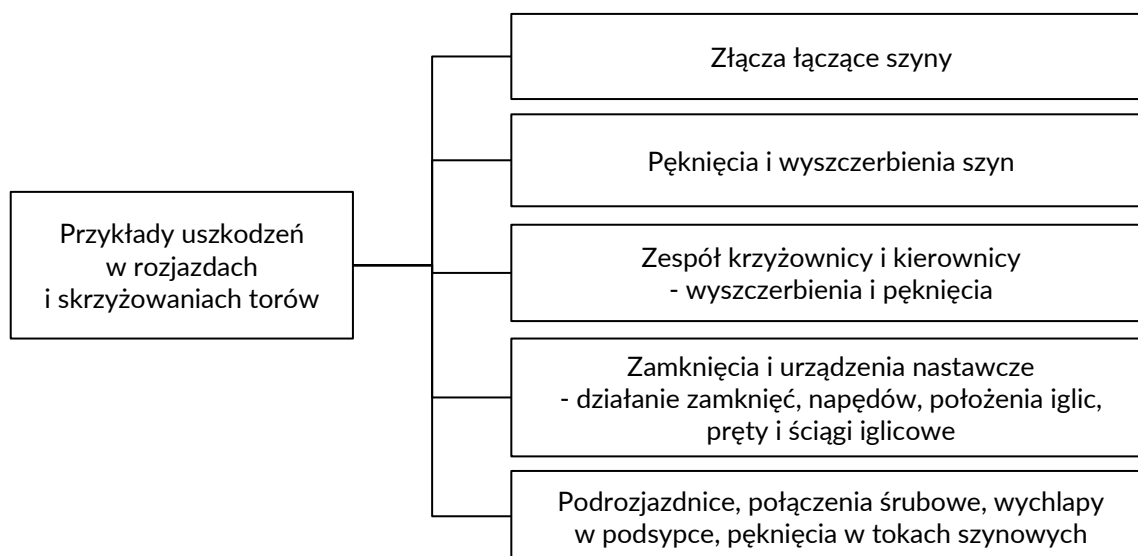 Przykłady uszkodzeń
w rozjazdach
i skrzyżowaniach torów
Złącza łączące szyny
Pęknięcia i wyszczerbienia szyn
Zespół krzyżownicy i kierownicy
- wyszczerbienia i pęknięcia
Zamknięcia i urządzenia nastawcze
- działanie zamknięć, napędów, położenia iglic,
pręty i ściągi iglicowe
Podrozjazdnice, połączenia śrubowe, wychlapy
w podsypce, pęknięcia w tokach szynowych